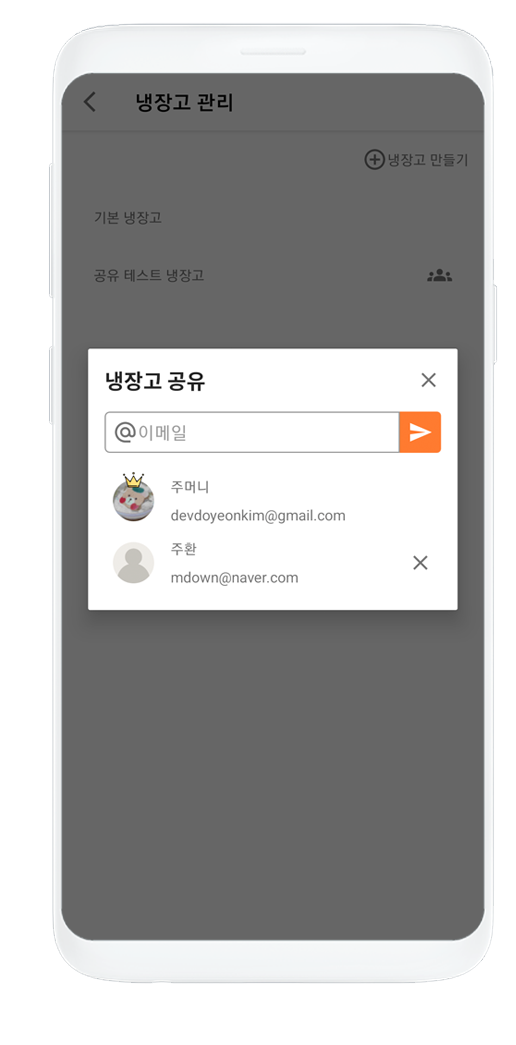 냉장고 관리
냉장고 만들기
기본 냉장고
공유 테스트 냉장고
냉장고 공유
@이메일
주머니
devdoyeonkim@gmail.com
주환
mdown@naver.com